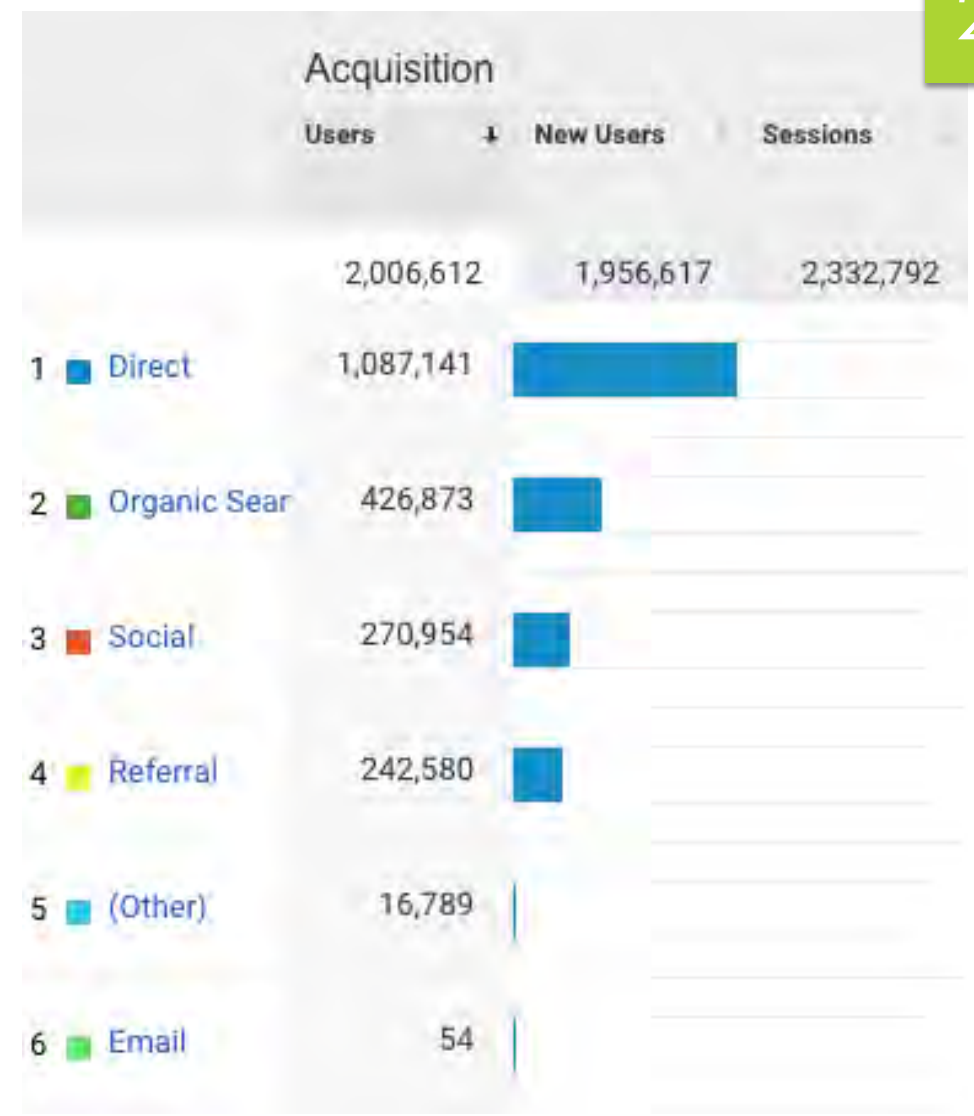 Acquisition
Users New Users Sessions
2,006,612 1,956,617 2,332,792
1 Direct 1,087,141
2 Organic Sear 426,873
3 Social 270,954
4 Referral 242,580
5 (Other) 16,789
6 Email 54